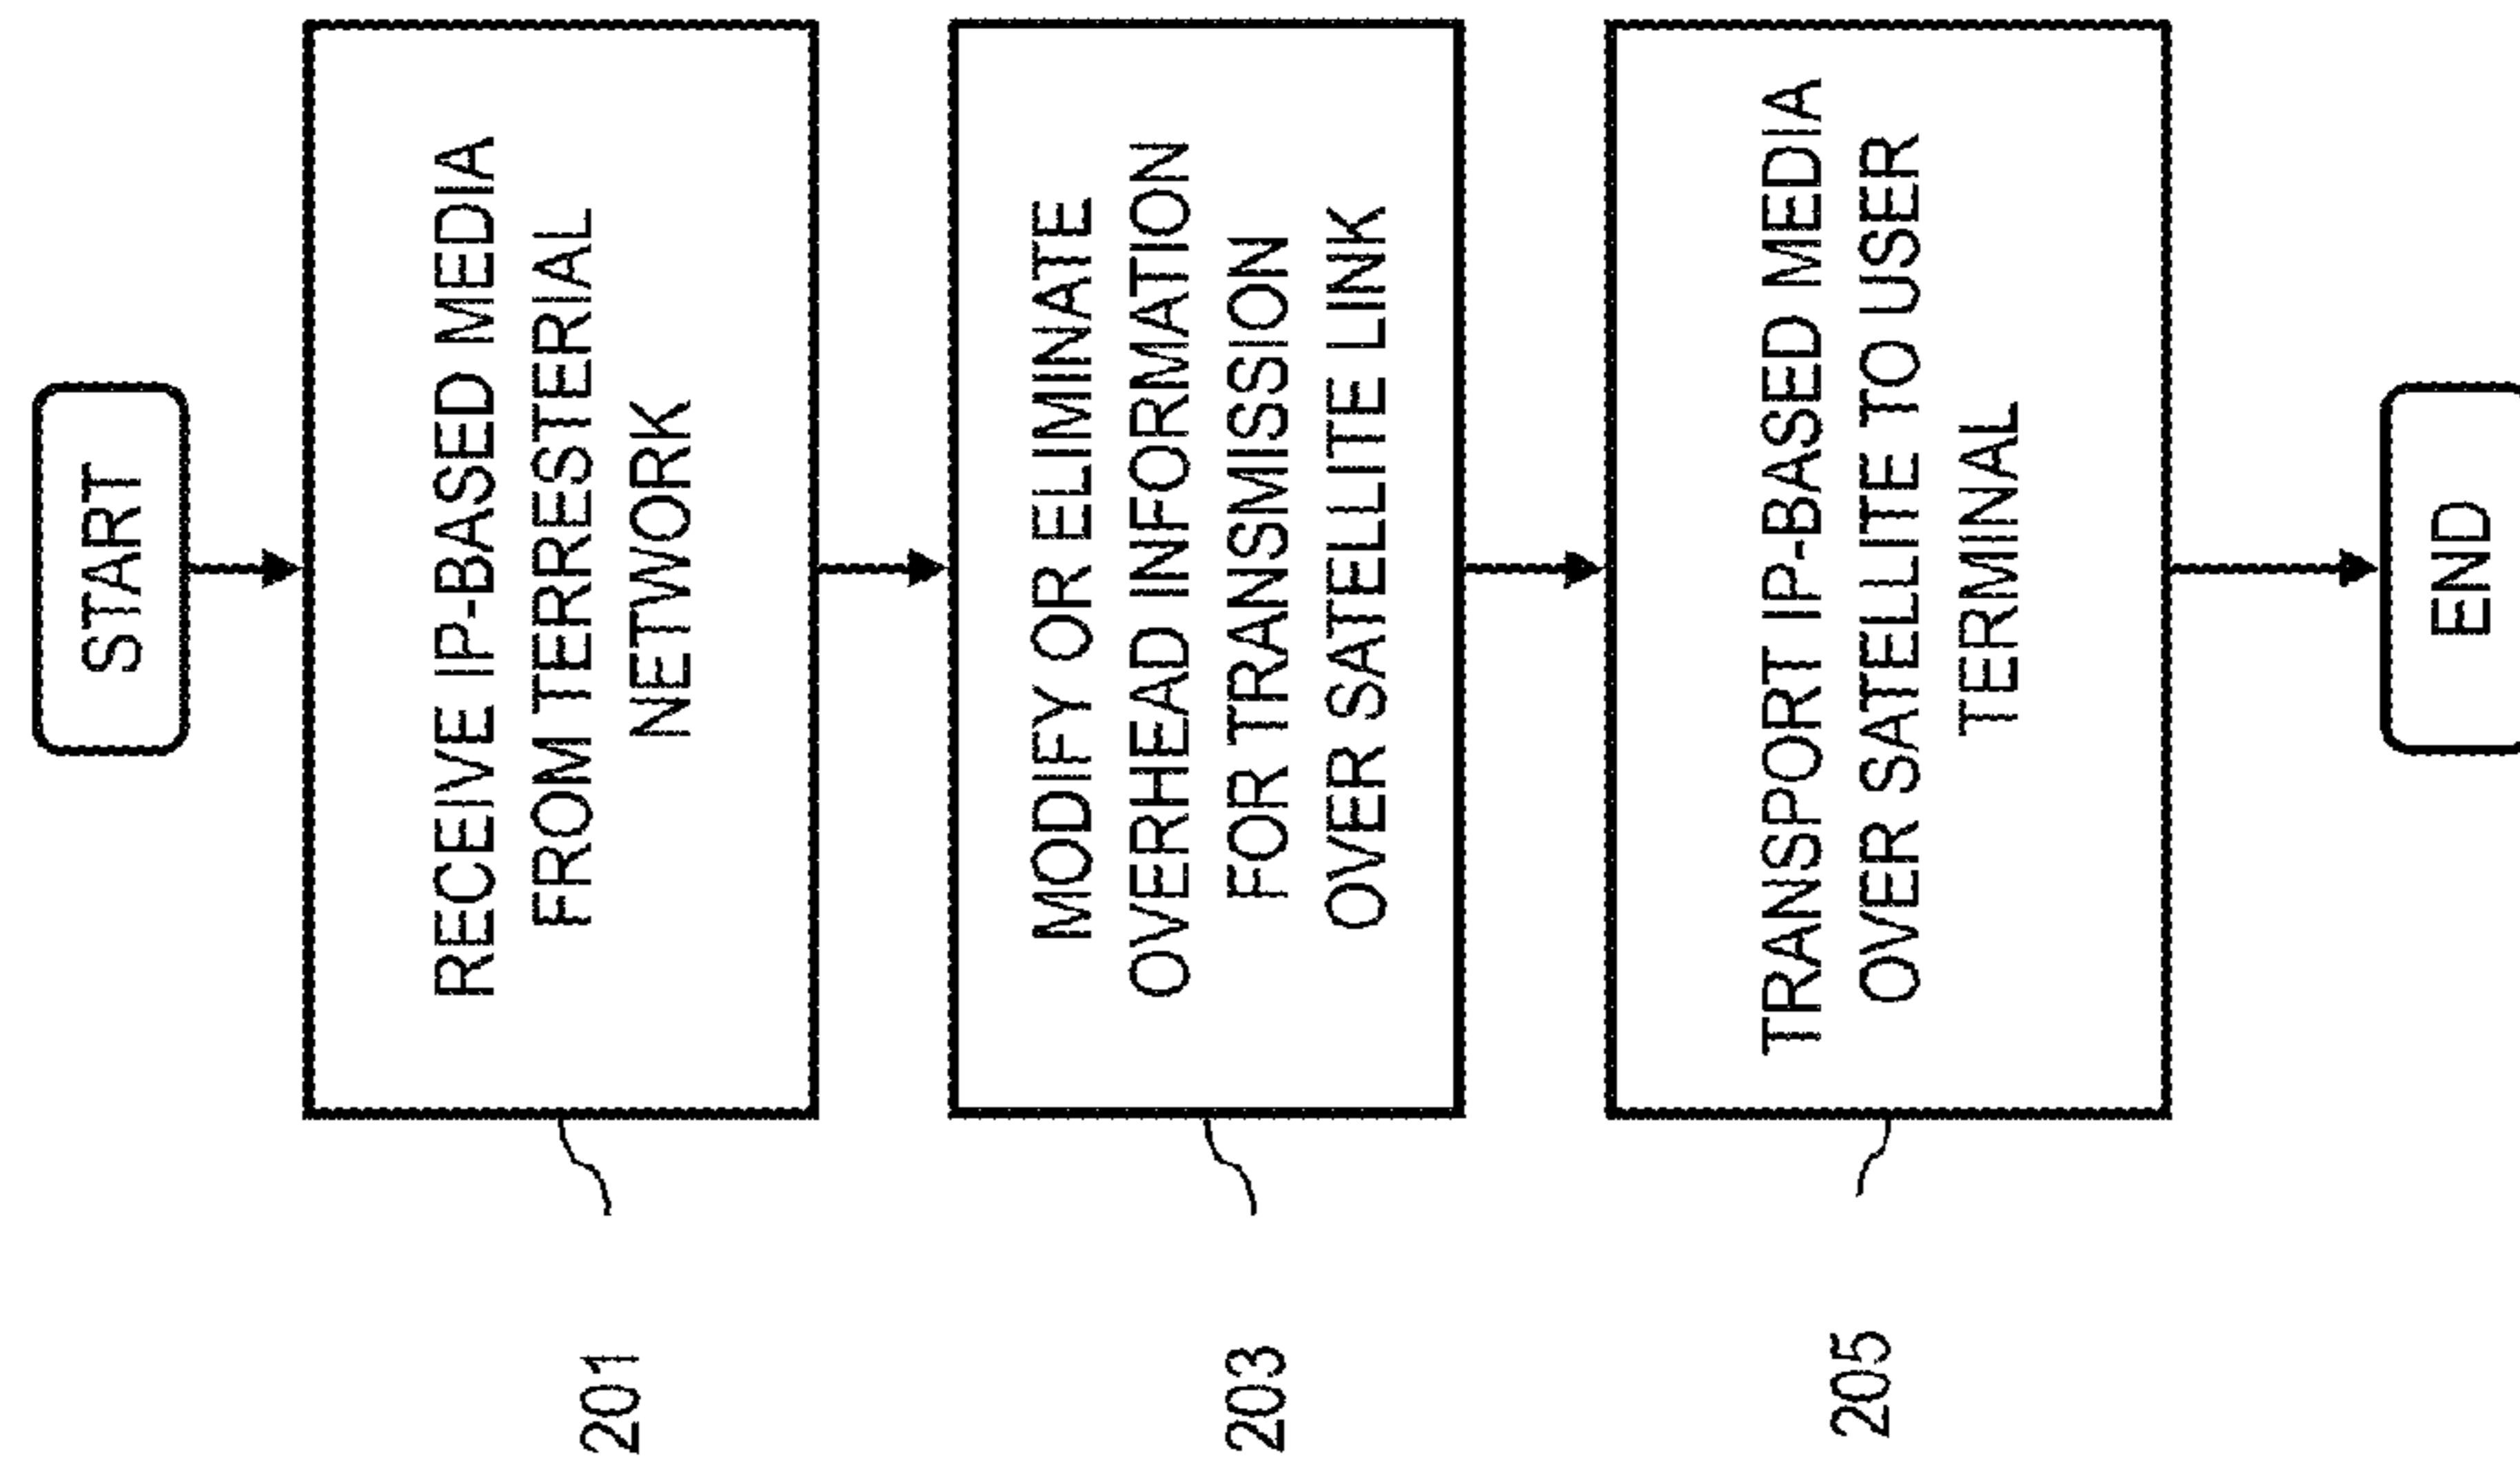 START
RECEIVE IP-BASED MEDIA
FROM TERRESTERIAL
NETWORK
201
MODIFY OR ELIMINATE
OVERHEAD INFORMATION
FOR TRANSMISSION
OVER SATELLITE LINK
203
TRANSPORT IP-BASED MEDIA
OVER SATELLITE TO USER
TERMINAL
205
END